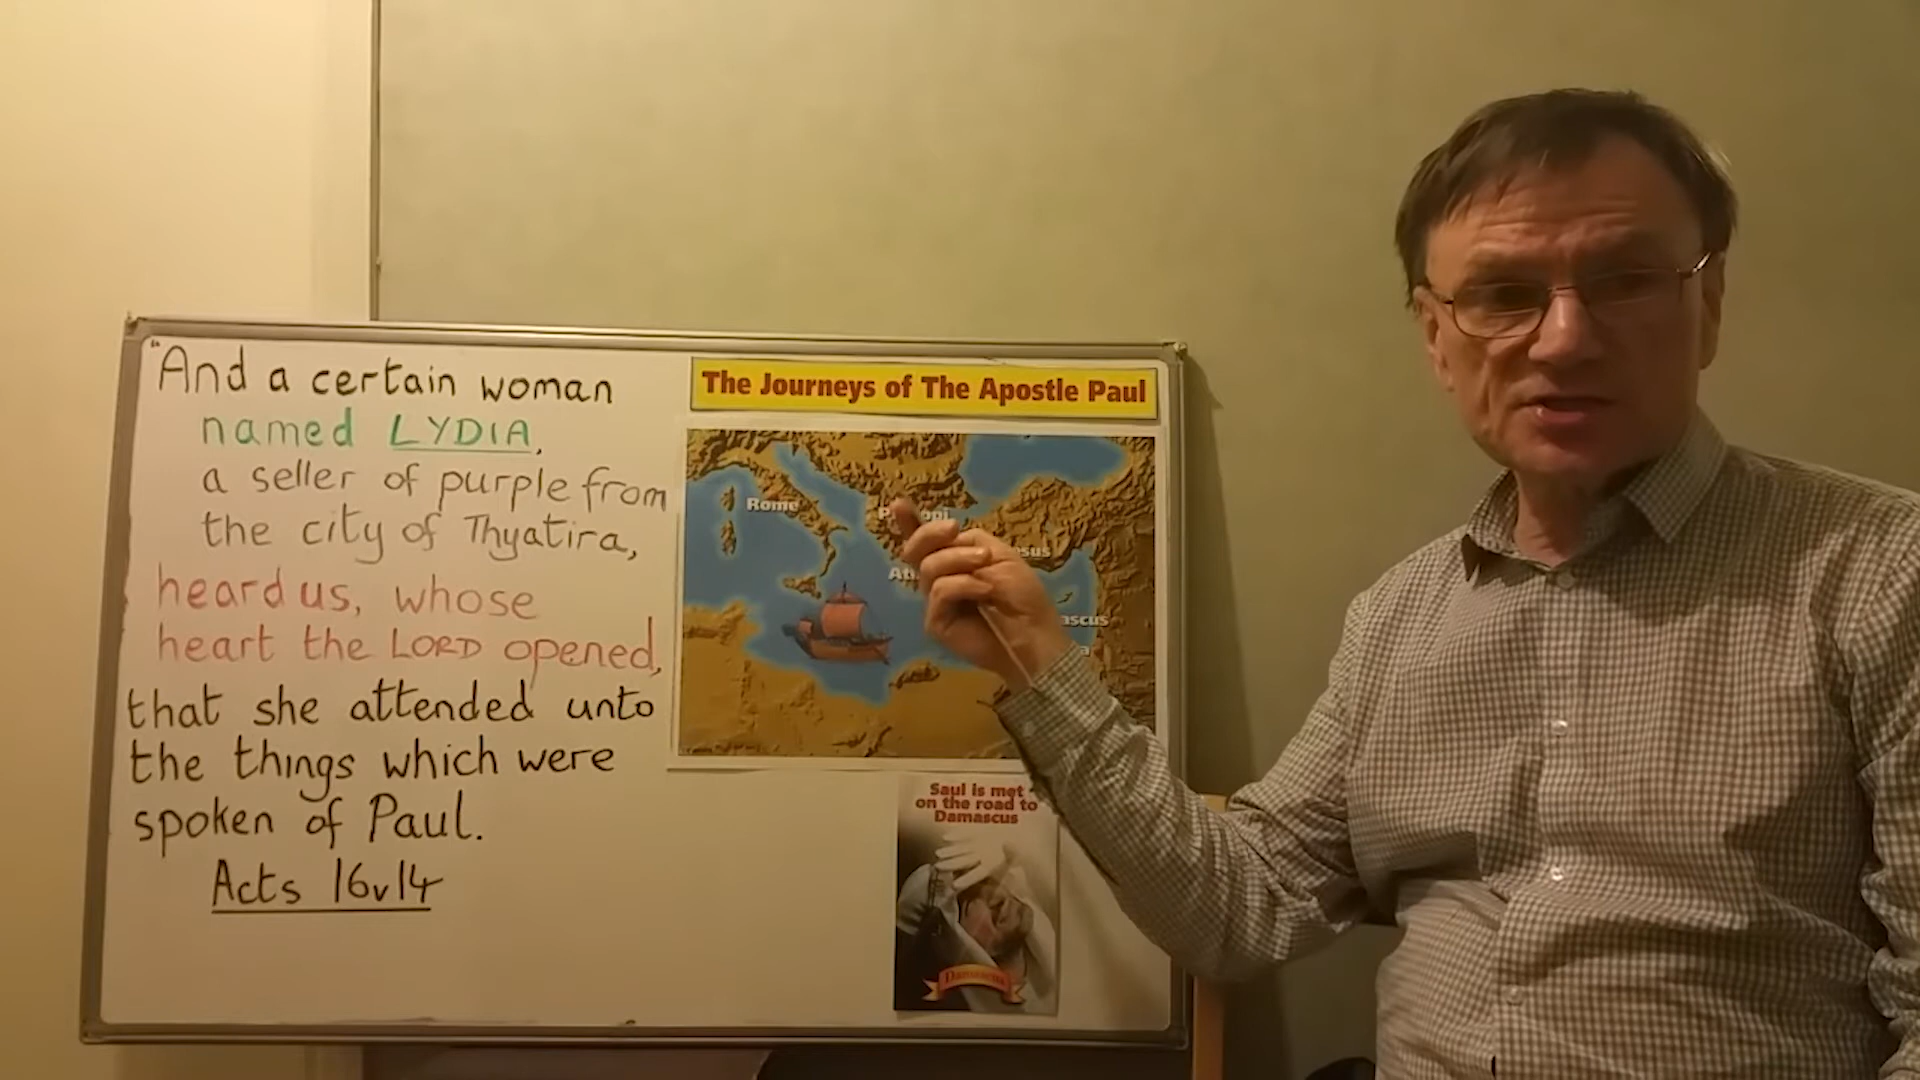 "And a certain woman
named LYDIA,
a seller of purple from
the city of Thyatira,
heard us, whose
heart the LORD opened,
that she attended unto
the things which were
spoken of Paul.
Acts 16v14
The Journeys of The Apostle Paul
Rome
Saul is met
on the road to
Damascus
Damascus